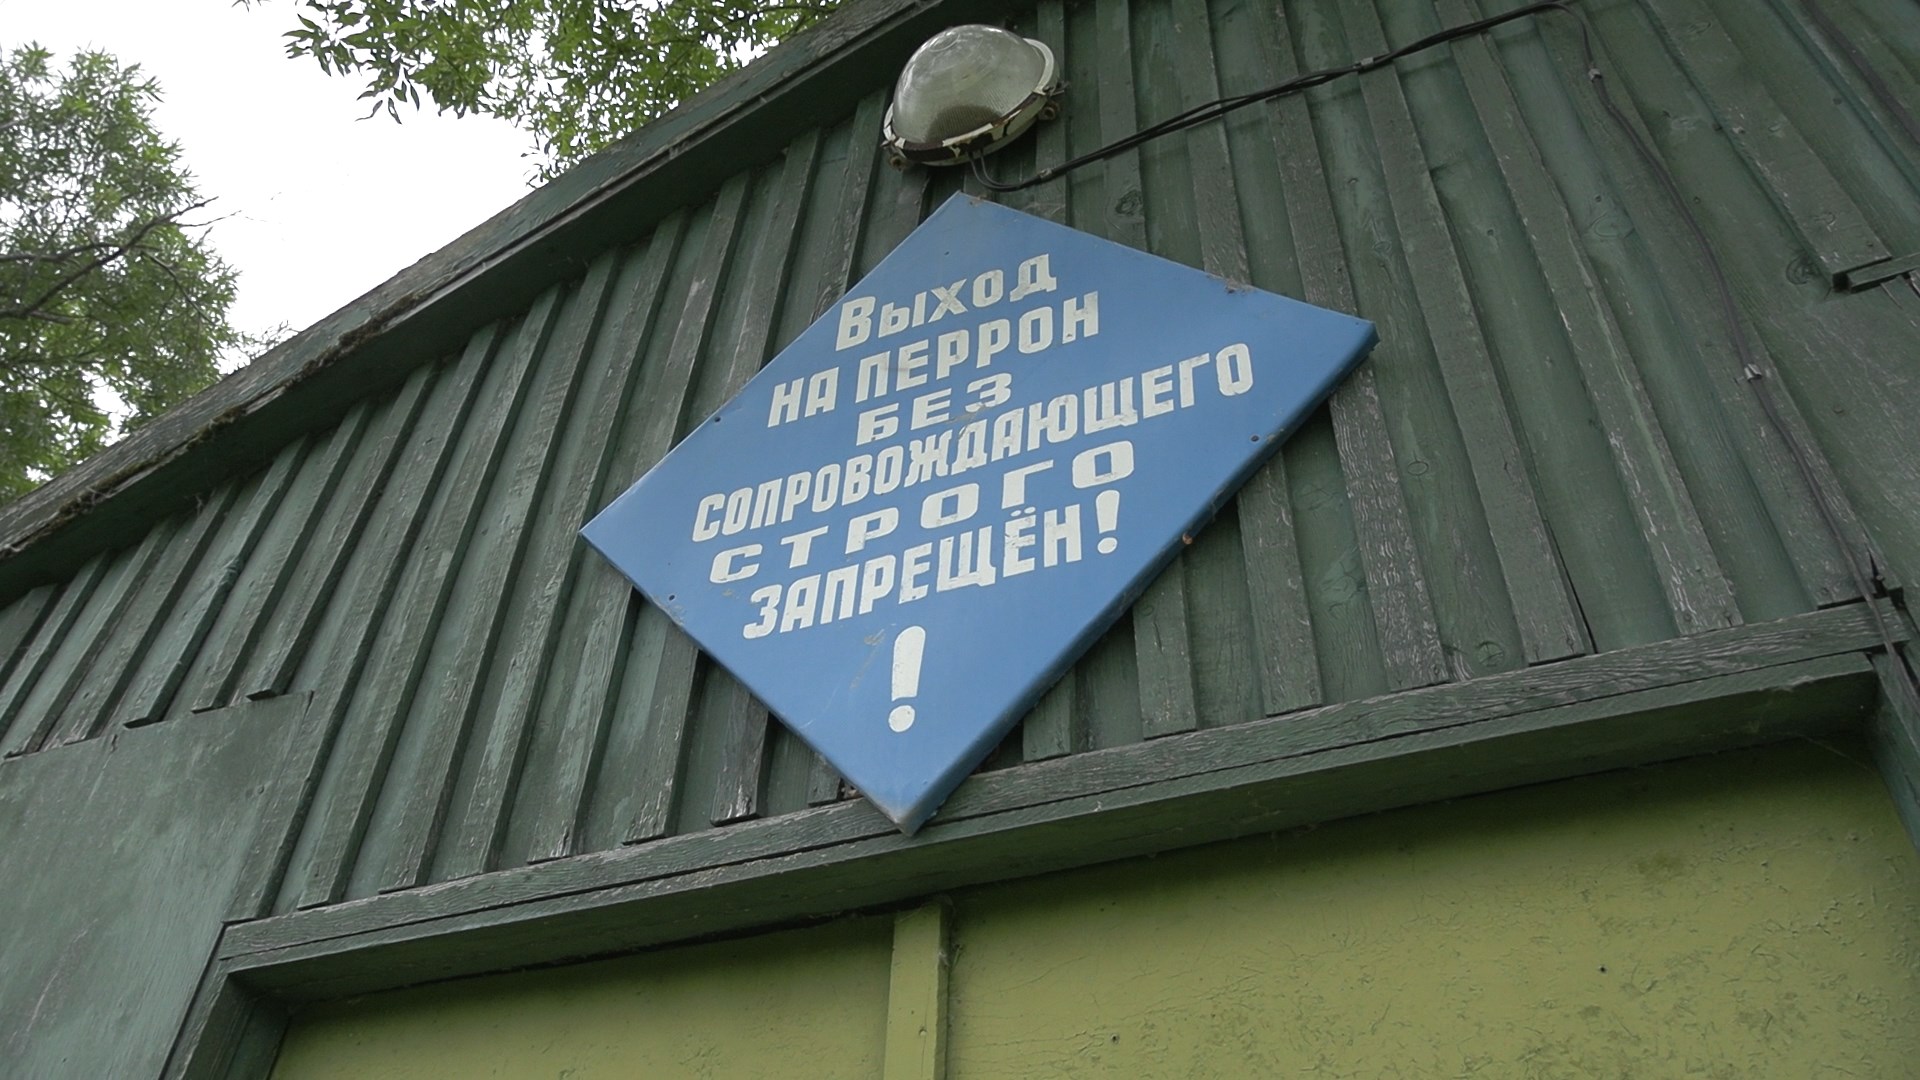 Выход
НА ПЕРРОН
БЕЗ
СОПРОВОЖДАЮЩЕГО
СТРОГО
ЗАПРЕЩЁН!
!